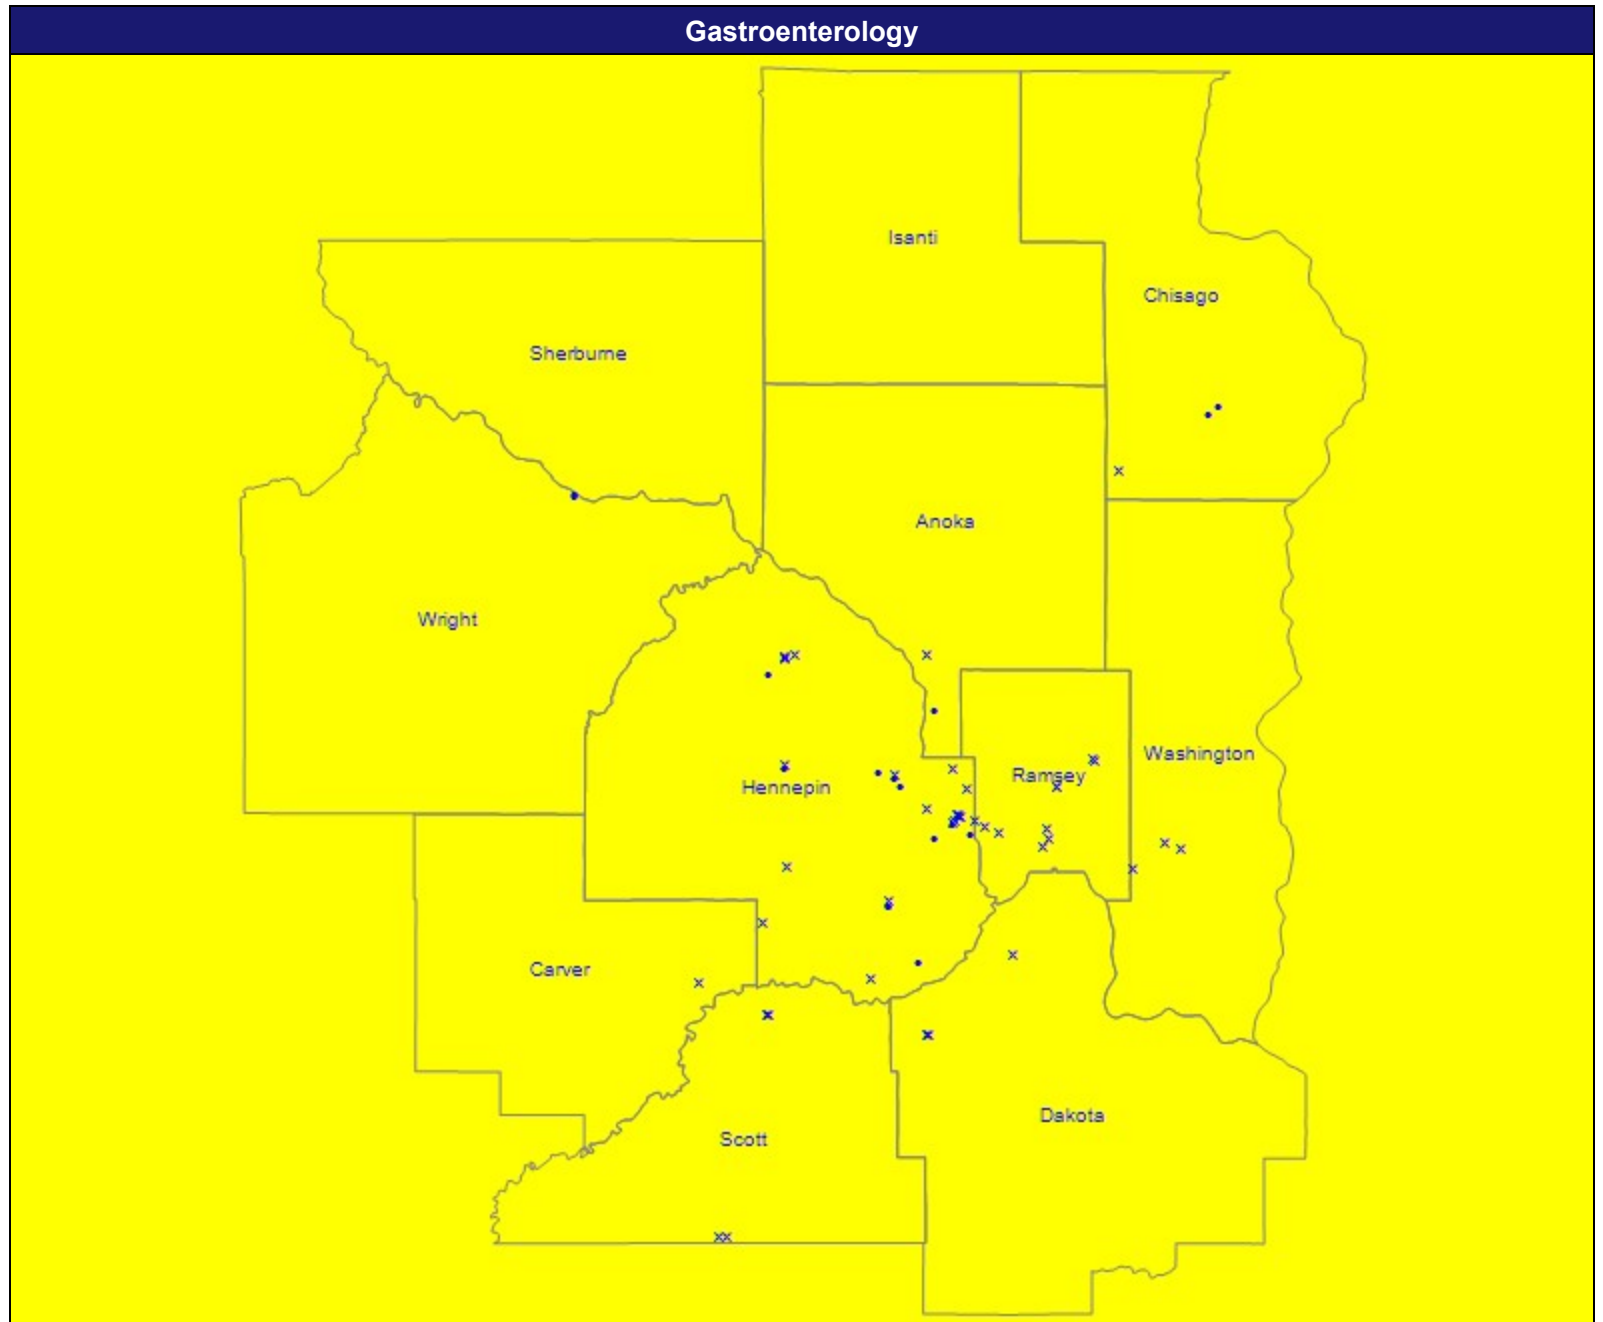 Gastroenterology
Isanti
Chisago
Sherburne
Anoka
Wright
Washington
Ramsey
Hennepin
Carver
Dakota
Scott